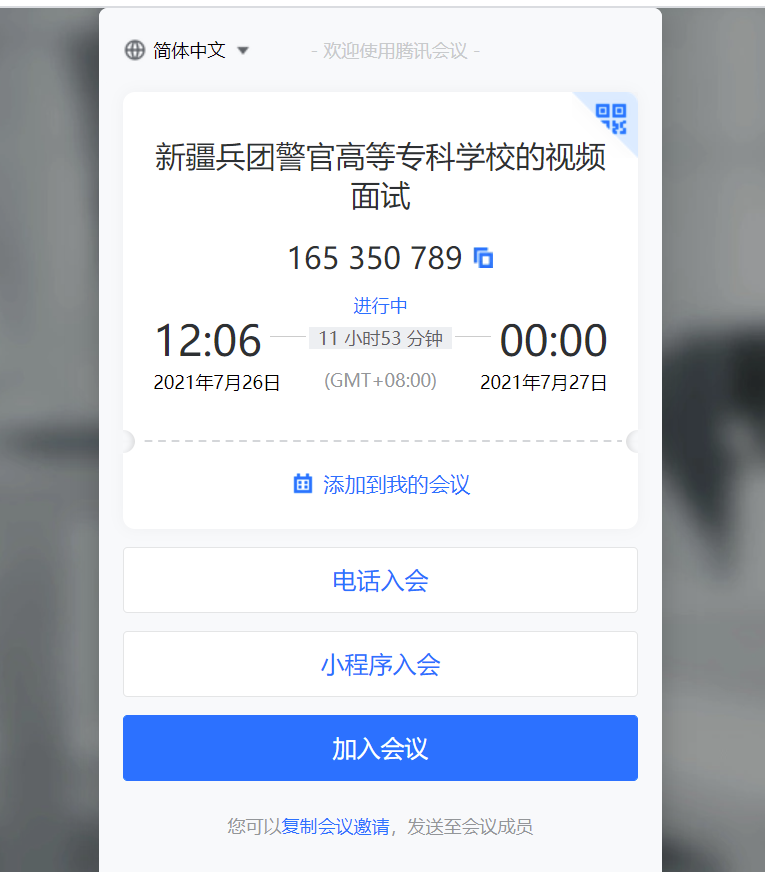 简体中文
- 欢迎使用腾讯会议 -
新疆兵团警官高等专科学校的视频
面试
165 350 789
进行中
12:06 11 小时53 分钟 00:00
2021年7月26日 (GMT+08:00) 2021年7月27日
添加到我的会议
电话入会
小程序入会
加入会议
您可以复制会议邀请，发送至会议成员